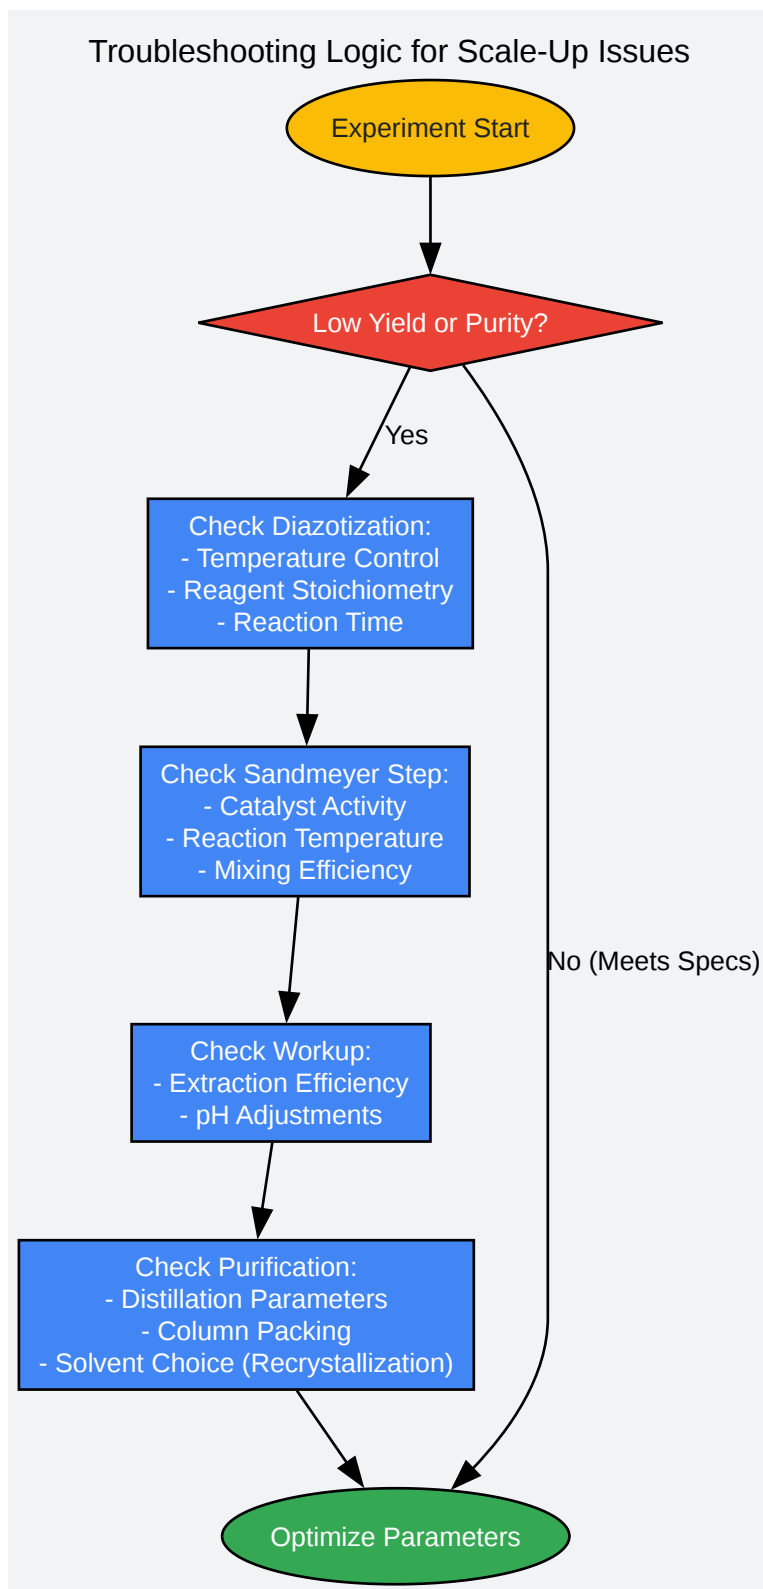 Troubleshooting Logic for Scale-Up Issues
Experiment Start
Low Yield or Purity?
Yes
Check Diazotization:
- Temperature Control
- Reagent Stoichiometry
- Reaction Time
Check Sandmeyer Step:
- Catalyst Activity
- Reaction Temperature
- Mixing Efficiency
No (Meets Specs)
Check Workup:
- Extraction Efficiency
- pH Adjustments
Check Purification:
- Distillation Parameters
- Column Packing
- Solvent Choice (Recrystallization)
Optimize Parameters